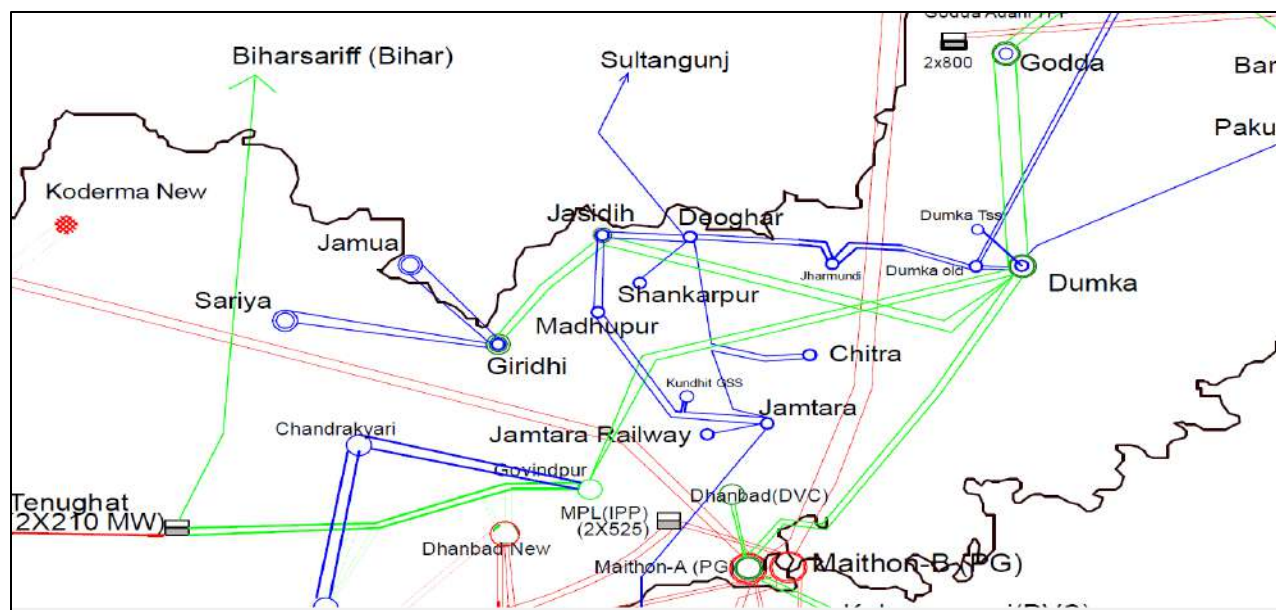 Godda Adani TPP
Biharsariff (Bihar)
Sultangunj
2x800
Godda
Bar
Paku
Koderma New
Jasidih
Deoghar
Dumka Tss
Jamua
Jharmundi
Dumka old
Dumka
Sariya
Shankarpur
Madhupur
Giridhi
Chitra
Kundhit GSS
Jamtara
Chandrakyari
Jamtara Railway
Govindpur
Tenughat
(2X210 MW)
Dhanbad(DVC)
MPL(IPP)
(2X525)
Dhanbad New
Maithon-A (PG)
Maithon-B (PG)